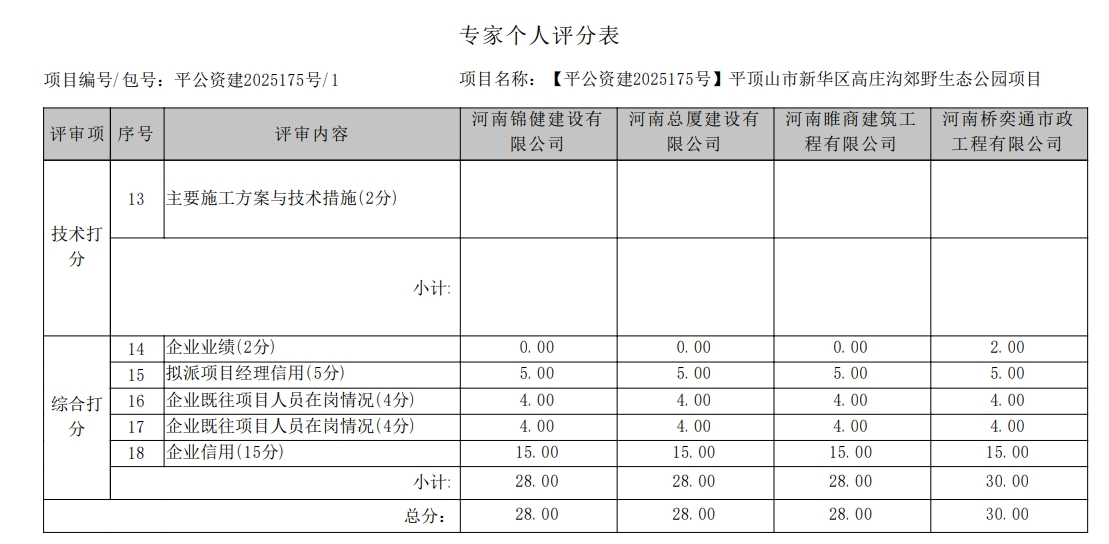 专家个人评分表
项目编号/包号：平公资建2025175号/1 项目名称：【平公资建2025175号】平顶山市新华区高庄沟郊野生态公园项目
评审项 序号 评审内容 河南锦健建设有限公司 河南总厦建设有限公司 河南睢商建筑工程有限公司 河南桥奕通市政工程有限公司
技术打分 13 主要施工方案与技术措施(2分)
小计:
综合打分 14 企业业绩(2分) 0.00 0.00 0.00 2.00
15 拟派项目经理信用(5分) 5.00 5.00 5.00 5.00
16 企业既往项目人员在岗情况(4分) 4.00 4.00 4.00 4.00
17 企业既往项目人员在岗情况(4分) 4.00 4.00 4.00 4.00
18 企业信用(15分) 15.00 15.00 15.00 15.00
小计: 28.00 28.00 28.00 30.00
总分： 28.00 28.00 28.00 30.00